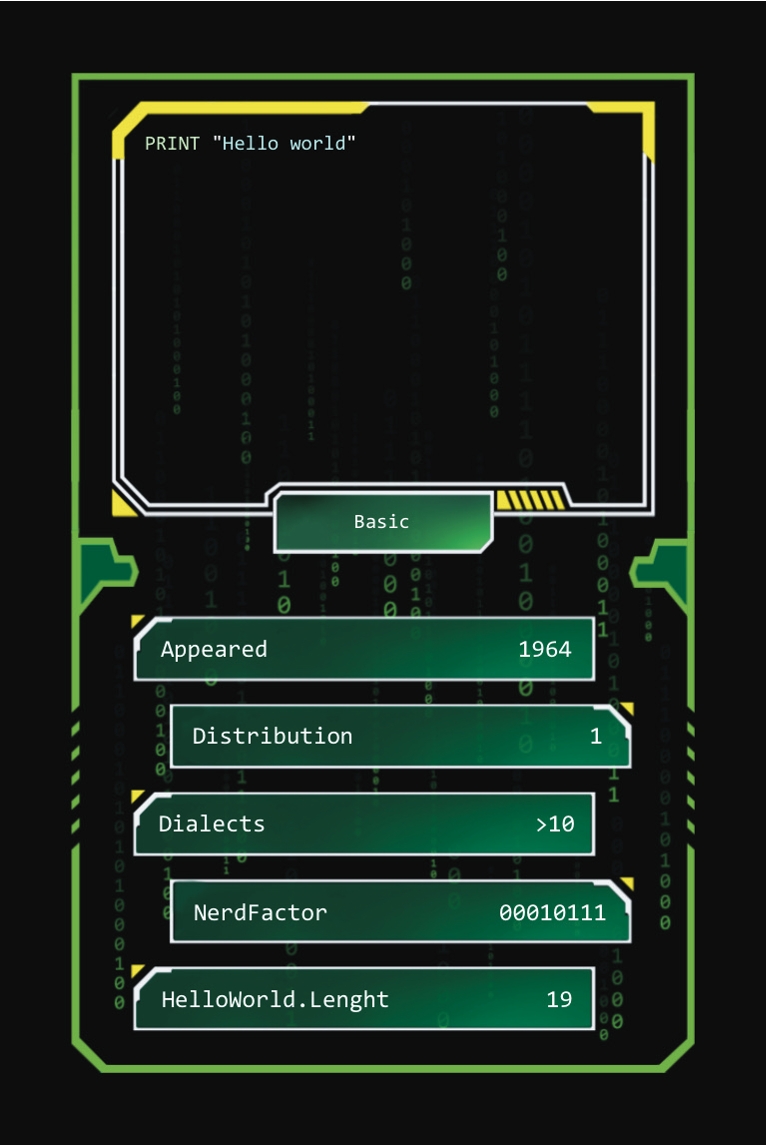 PRINT "Hello world"
Basic
Appeared 1964
Distribution 1
Dialects >10
NerdFactor 00010111
HelloWorld.Lenght 19